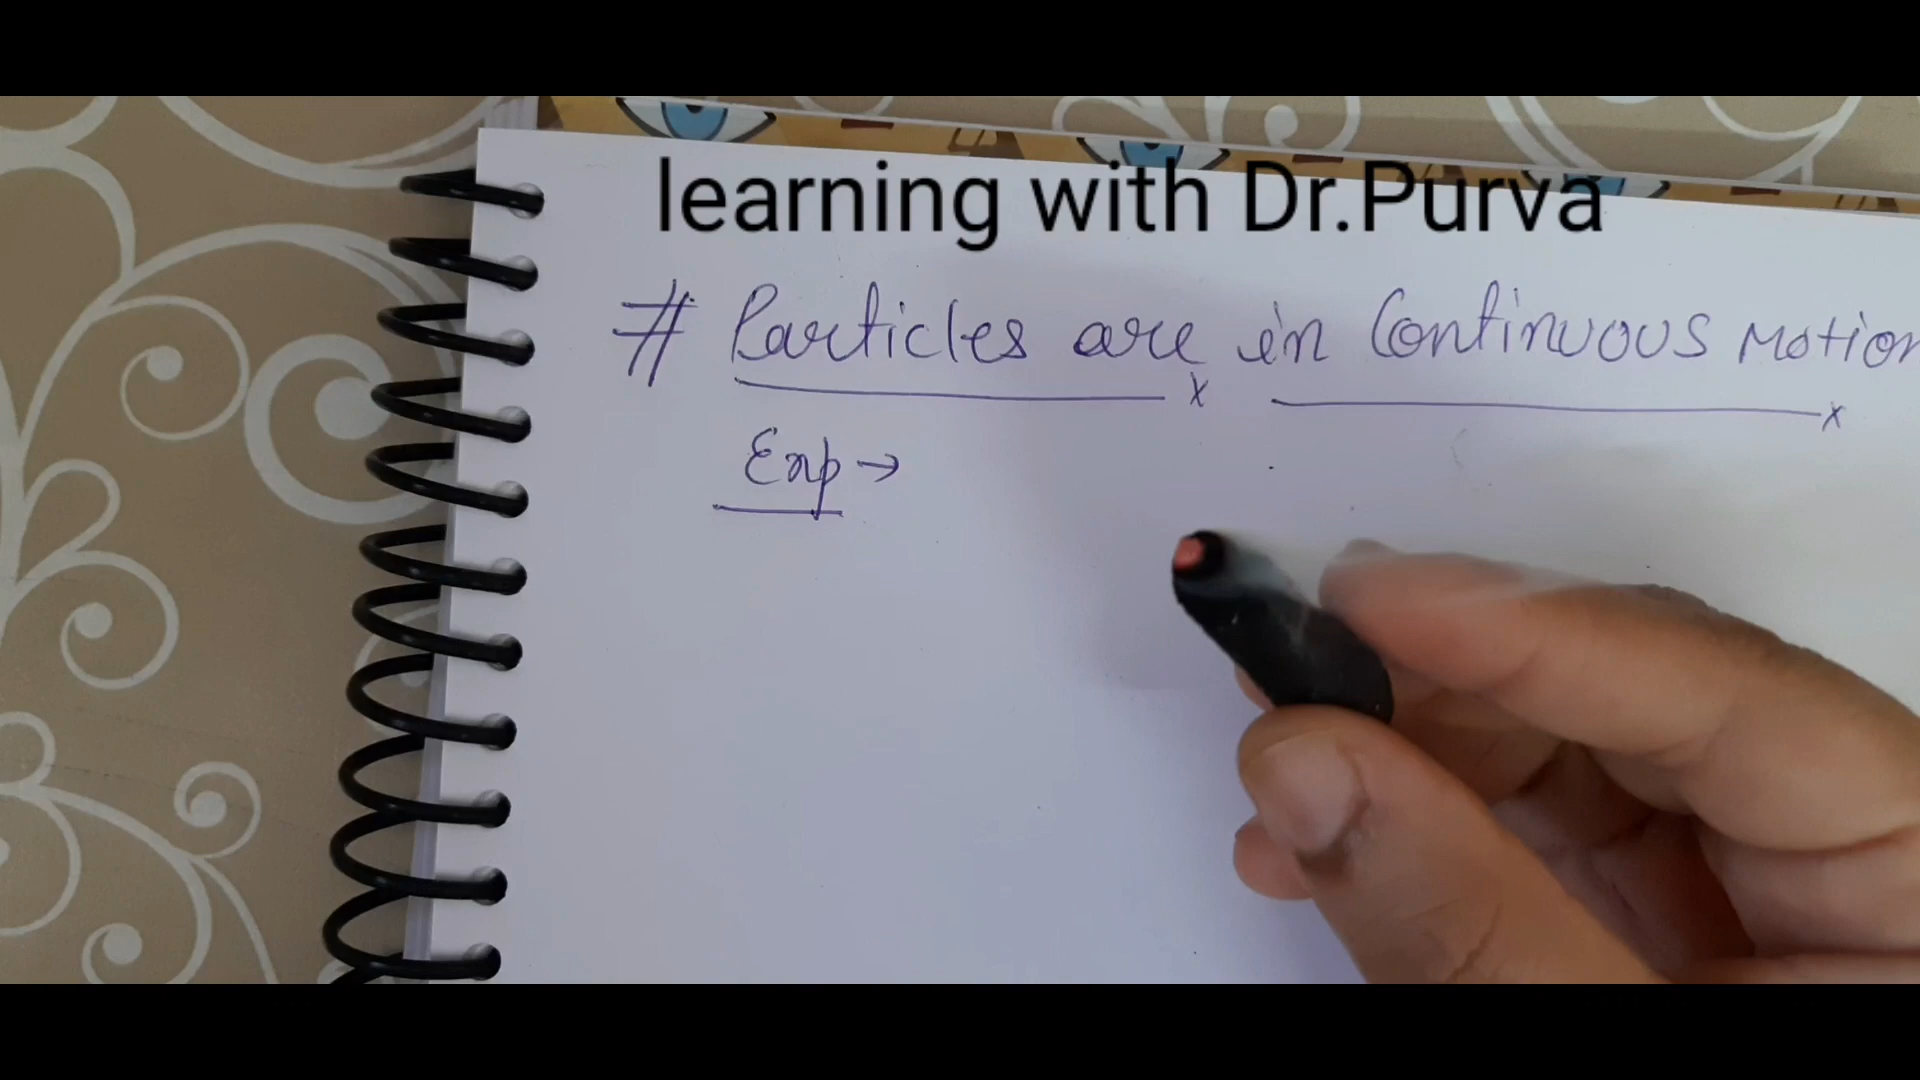 learning with Dr.Purva
# Particles are in Continuous Motion
Exp →